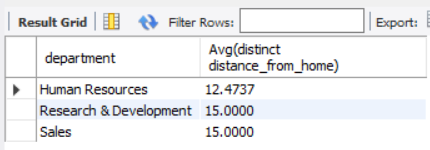 Result Grid Filter Rows: Export:
department Avg(distinct
distance_from_home)
Human Resources 12.4737
Research & Development 15.0000
Sales 15.0000